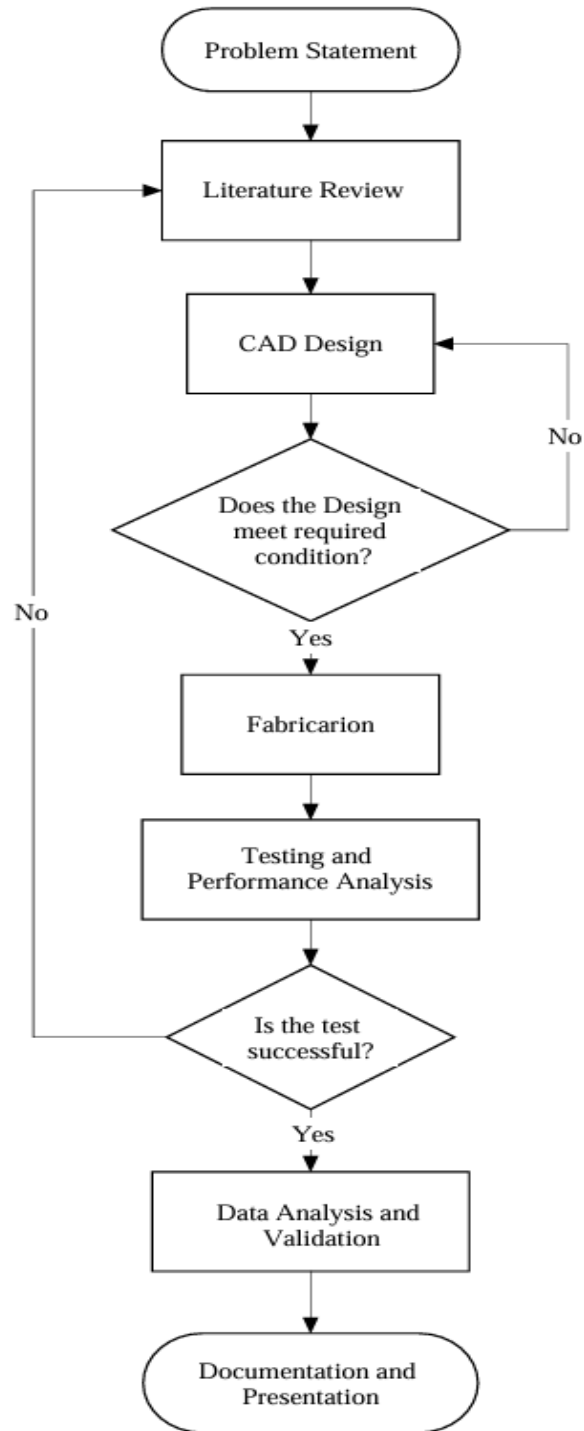 Problem Statement
Literature Review
CAD Design
No
Does the Design
meet required
condition?
No
Yes
Fabricarion
Testing and
Performance Analysis
Is the test
successful?
Yes
Data Analysis and
Validation
Documentation and
Presentation